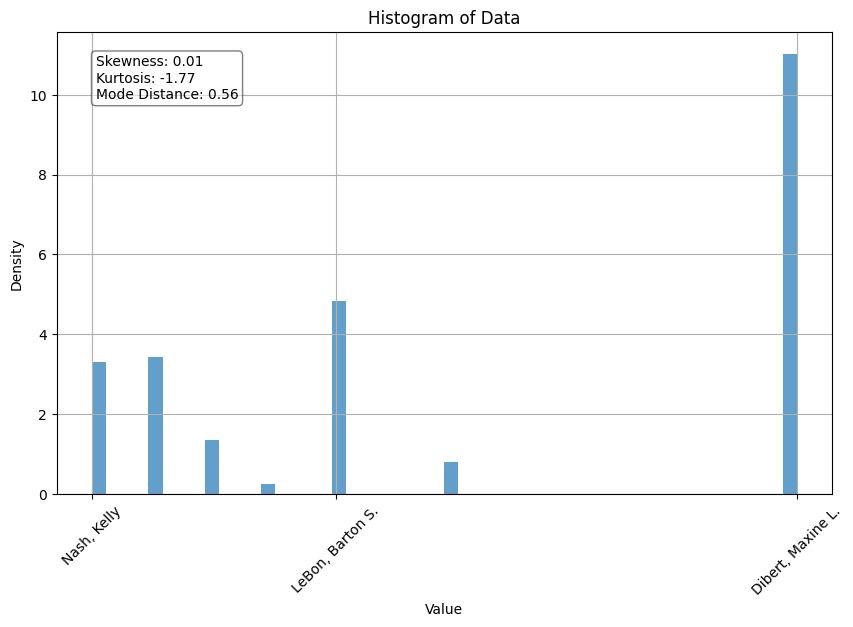 Histogram of Data
Skewness: 0.01
Kurtosis: -1.77
Mode Distance: 0.56
Density
10
8
6
4
2
0
Nash, Kelly
LeBon, Barton S.
Dibert, Maxine L.
Value